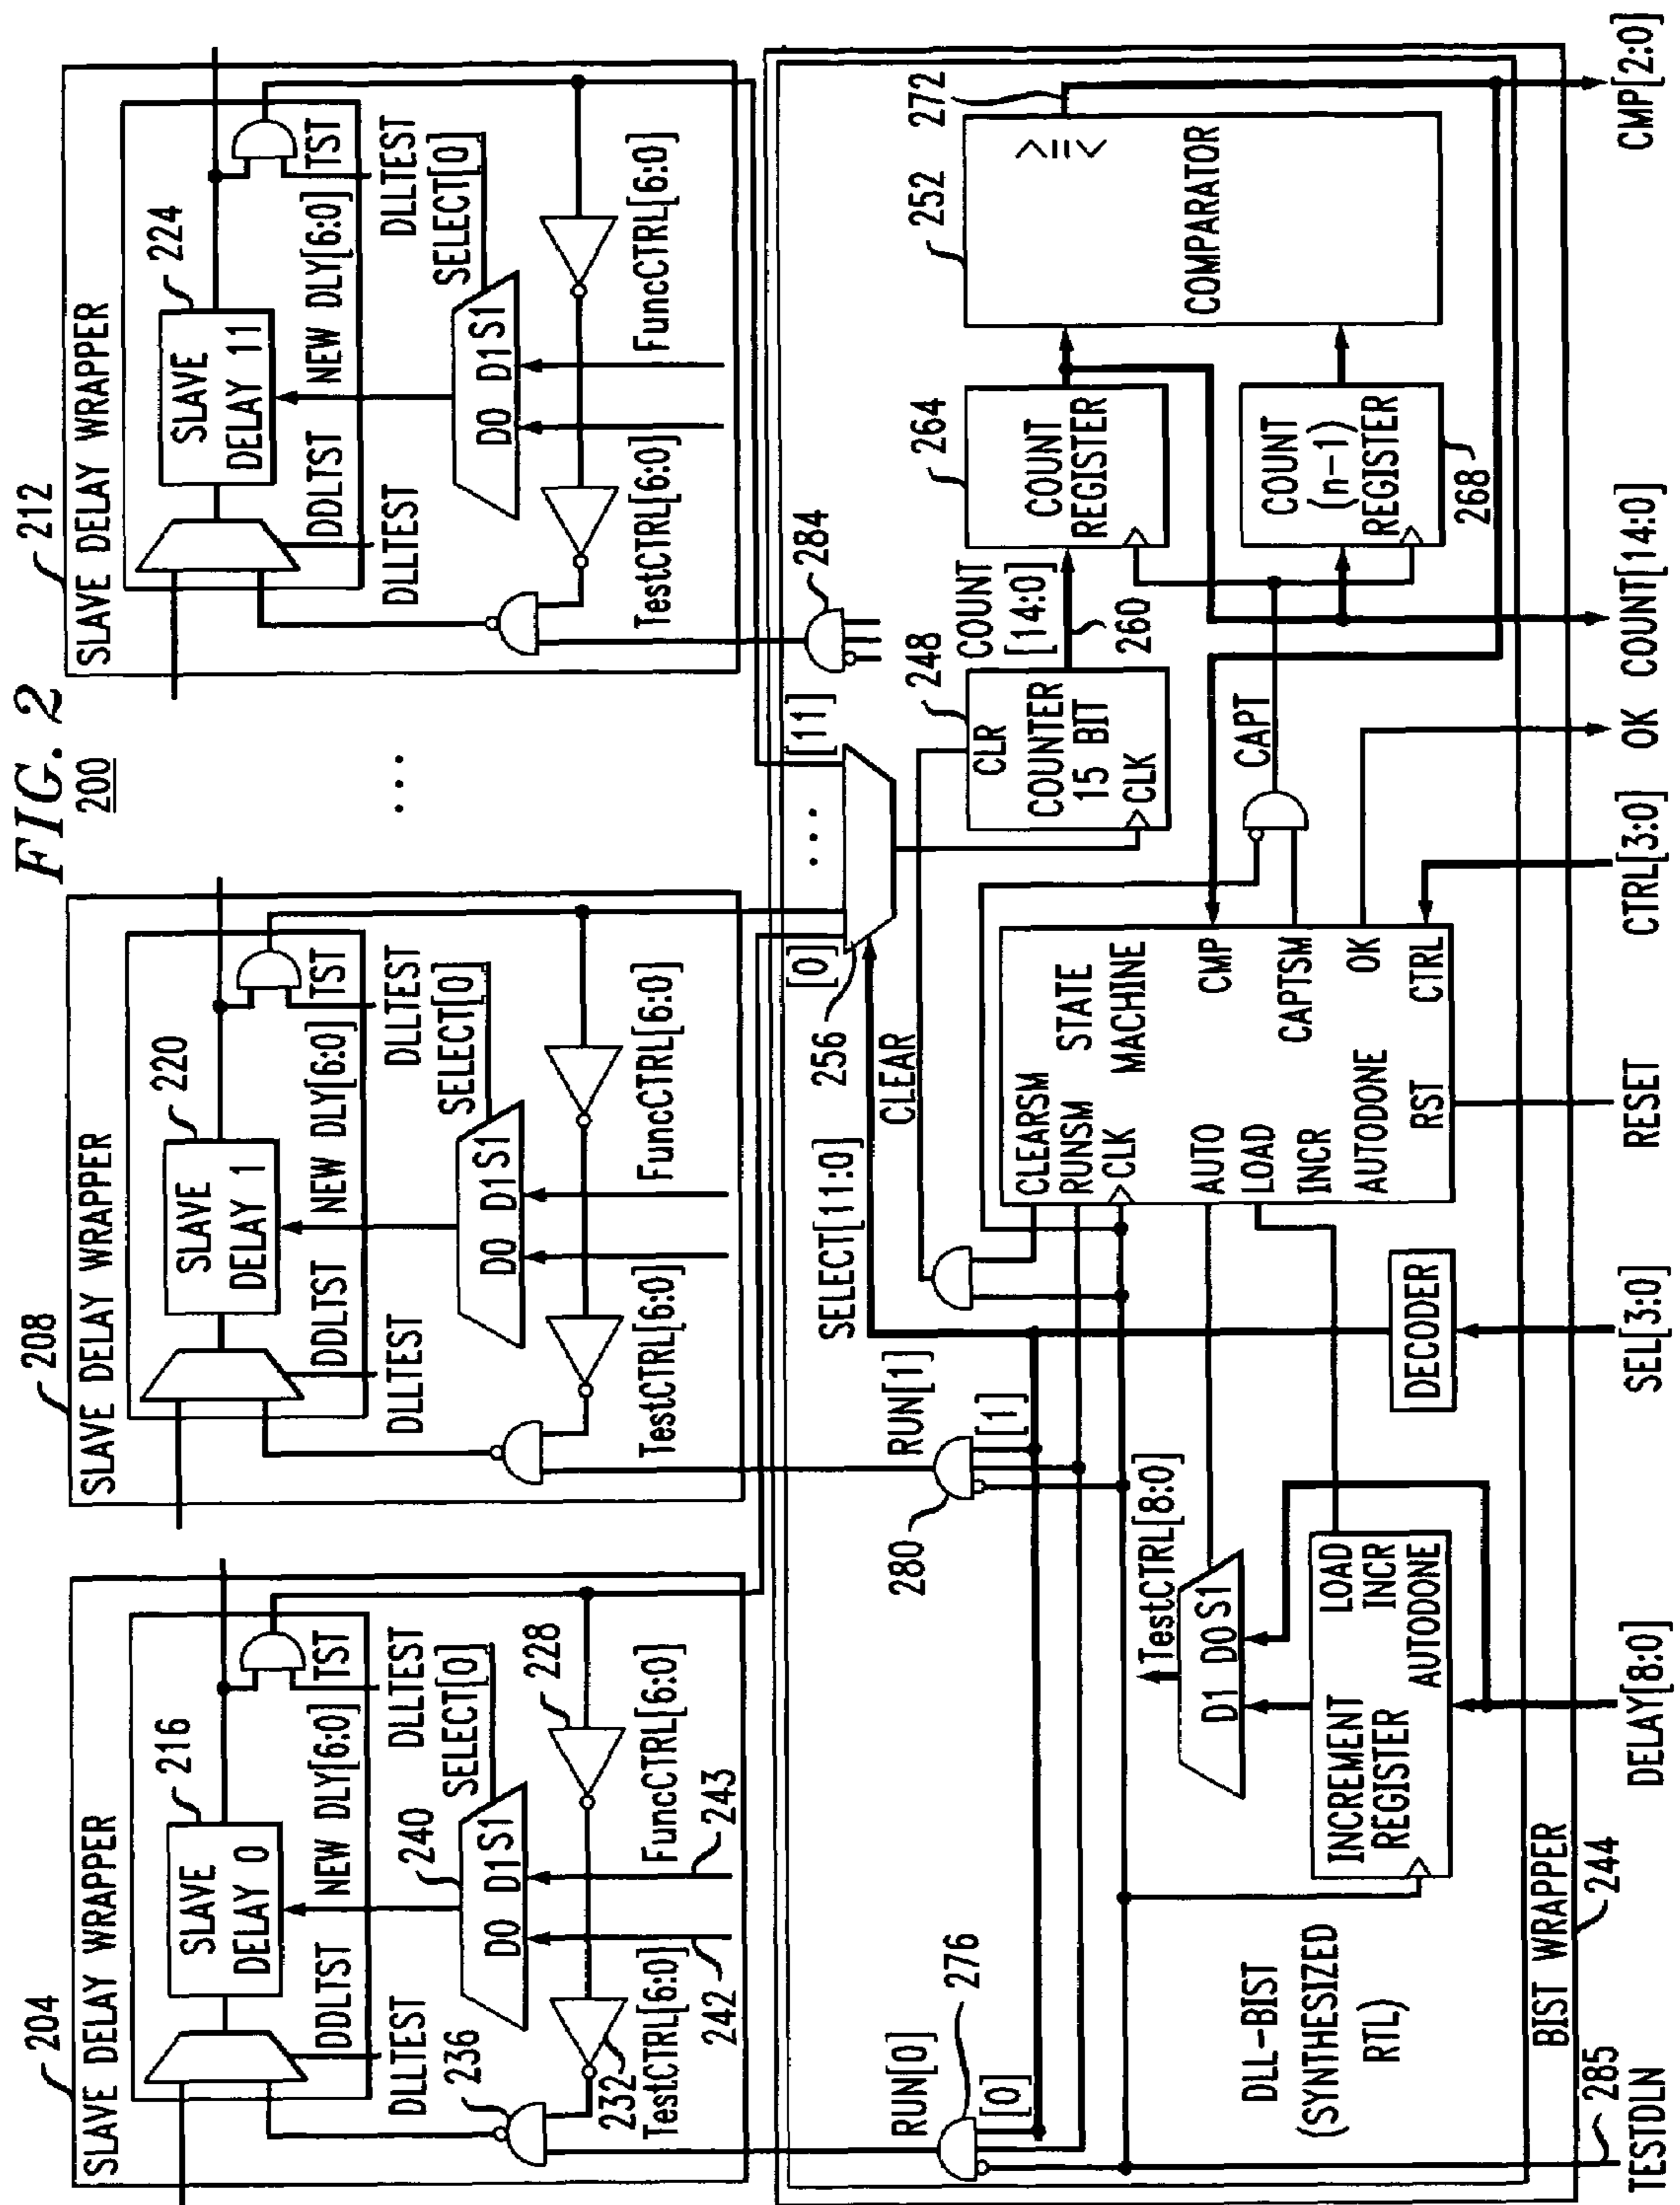 FIG. 2
200
204
SLAVE DELAY WRAPPER
216
SLAVE
DELAY 0
DDLTST
NEW DLY[6:0]
TST
DLLTEST
DLLTEST
240
SELECT[0]
D0 D1 S1
236
228
232
TestCTRL[6:0]
FuncCTRL[6:0]
242
243
208
SLAVE DELAY WRAPPER
220
SLAVE
DELAY 1
DDLTST
NEW DLY[6:0]
TST
DLLTEST
DLLTEST
SELECT[0]
D0 D1 S1
TestCTRL[6:0]
FuncCTRL[6:0]
...
212
SLAVE DELAY WRAPPER
224
SLAVE
DELAY 11
DDLTST
NEW DLY[6:0]
TST
DLLTEST
DLLTEST
SELECT[0]
D0 D1 S1
TestCTRL[6:0]
FuncCTRL[6:0]
RUN[0]
276
[0]
RUN[1]
280
[1]
SELECT[11:0]
256
[0]
...
[11]
284
CLEAR
248
CLR
COUNTER
15 BIT
CLK
COUNT
[14:0]
260
264
COUNT
REGISTER
COUNT
(n-1)
REGISTER
268
252
COMPARATOR
> = <
272
CAPT
TestCTRL[8:0]
D1 D0 S1
INCREMENT
REGISTER
LOAD
INCR
AUTODONE
DECODER
CLEARSM
RUNSM
CLK
AUTO
LOAD
INCR
AUTODONE
RST
STATE
MACHINE
CMP
CAPTSM
OK
CTRL
DLL-BIST
(SYNTHESIZED
RTL)
BIST WRAPPER
244
285
TESTDLN
DELAY[8:0]
SEL[3:0]
RESET
CTRL[3:0]
OK
COUNT[14:0]
CMP[2:0]